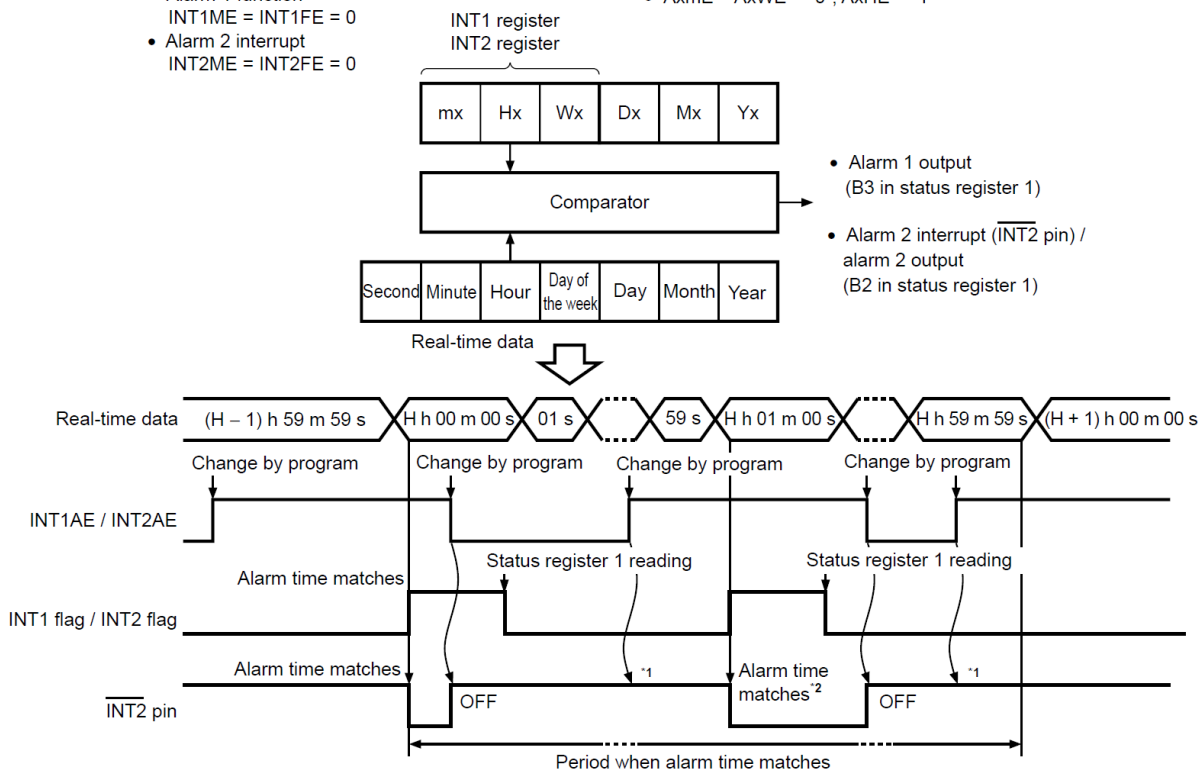 INT1ME = INT1FE = 0
• Alarm 2 interrupt
INT2ME = INT2FE = 0
INT1 register
INT2 register
mx Hx Wx Dx Mx Yx
Comparator
• Alarm 1 output
(B3 in status register 1)
• Alarm 2 interrupt (INT2 pin) /
alarm 2 output
(B2 in status register 1)
Second Minute Hour Day of the week Day Month Year
Real-time data
Real-time data (H − 1) h 59 m 59 s H h 00 m 00 s 01 s 59 s H h 01 m 00 s H h 59 m 59 s (H + 1) h 00 m 00 s
Change by program Change by program Change by program Change by program
INT1AE / INT2AE
Status register 1 reading Status register 1 reading
Alarm time matches
INT1 flag / INT2 flag
Alarm time matches *1 Alarm time matches*2 *1
INT2 pin OFF OFF
Period when alarm time matches